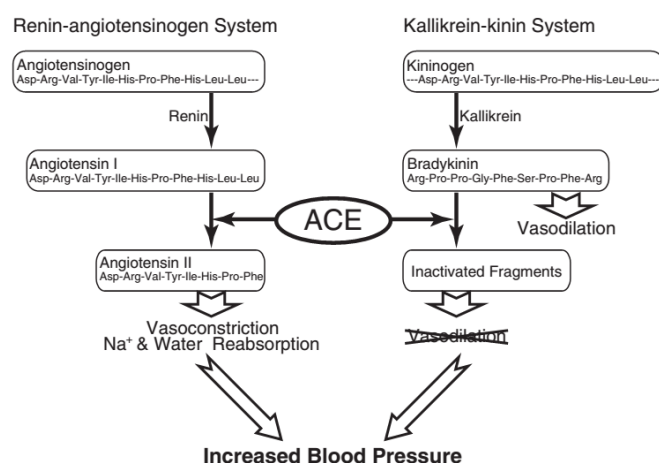 Renin-angiotensinogen System
Kallikrein-kinin System
Angiotensinogen
Asp-Arg-Val-Tyr-Ile-His-Pro-Phe-His-Leu-Leu---
Kininogen
---Asp-Arg-Val-Tyr-Ile-His-Pro-Phe-His-Leu-Leu---
Renin
Kallikrein
Angiotensin I
Asp-Arg-Val-Tyr-Ile-His-Pro-Phe-His-Leu-Leu
Bradykinin
Arg-Pro-Pro-Gly-Phe-Ser-Pro-Phe-Arg
ACE
Vasodilation
Angiotensin II
Asp-Arg-Val-Tyr-Ile-His-Pro-Phe
Inactivated Fragments
Vasoconstriction
Na⁺ & Water Reabsorption
Vasodilation
Increased Blood Pressure